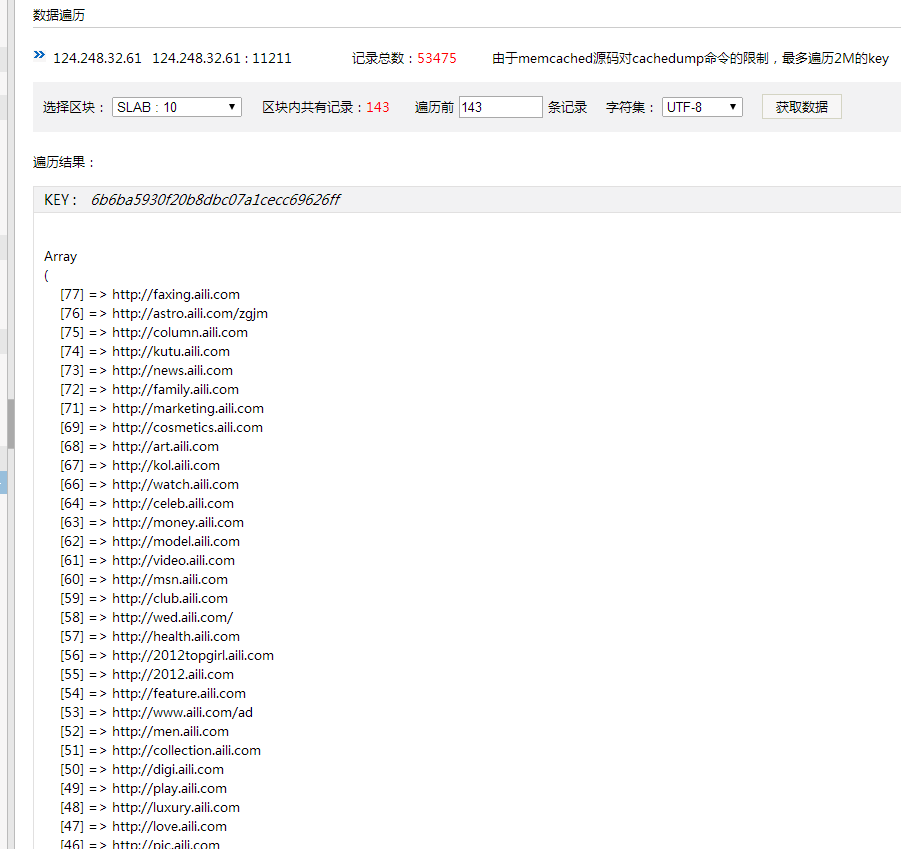 数据遍历
» 124.248.32.61 124.248.32.61 : 11211 记录总数：53475 由于memcached源码对cachedump命令的限制，最多遍历2M的key
选择区块： SLAB : 10 ▼ 区块内共有记录：143 遍历前 143 条记录 字符集： UTF-8 ▼ 获取数据
遍历结果：
KEY： 6b6ba5930f20b8dbc07a1cecc69626ff
Array
(
[77] => http://faxing.aili.com
[76] => http://astro.aili.com/zgjm
[75] => http://column.aili.com
[74] => http://kutu.aili.com
[73] => http://news.aili.com
[72] => http://family.aili.com
[71] => http://marketing.aili.com
[69] => http://cosmetics.aili.com
[68] => http://art.aili.com
[67] => http://kol.aili.com
[66] => http://watch.aili.com
[64] => http://celeb.aili.com
[63] => http://money.aili.com
[62] => http://model.aili.com
[61] => http://video.aili.com
[60] => http://msn.aili.com
[59] => http://club.aili.com
[58] => http://wed.aili.com/
[57] => http://health.aili.com
[56] => http://2012topgirl.aili.com
[55] => http://2012.aili.com
[54] => http://feature.aili.com
[53] => http://www.aili.com/ad
[52] => http://men.aili.com
[51] => http://collection.aili.com
[50] => http://digi.aili.com
[49] => http://play.aili.com
[48] => http://luxury.aili.com
[47] => http://love.aili.com
[46] => http://pic.aili.com